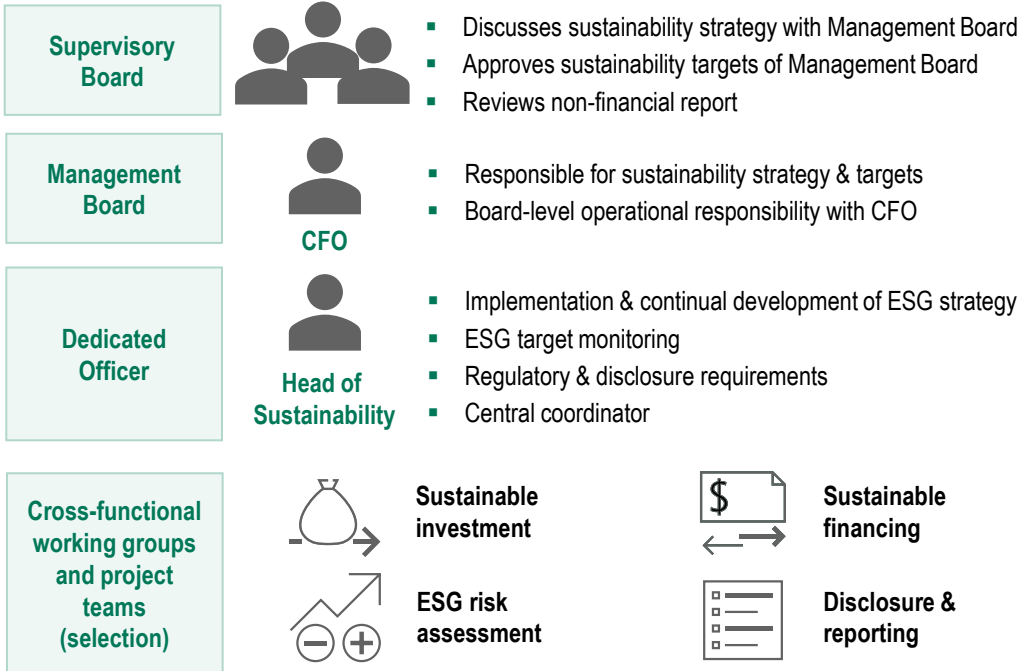 Supervisory
Board
▪ Discusses sustainability strategy with Management Board
▪ Approves sustainability targets of Management Board
▪ Reviews non-financial report
Management
Board
CFO
▪ Responsible for sustainability strategy & targets
▪ Board-level operational responsibility with CFO
Dedicated
Officer
Head of
Sustainability
▪ Implementation & continual development of ESG strategy
▪ ESG target monitoring
▪ Regulatory & disclosure requirements
▪ Central coordinator
Cross-functional
working groups
and project
teams
(selection)
Sustainable
investment
$
Sustainable
financing
ESG risk
assessment
Disclosure &
reporting